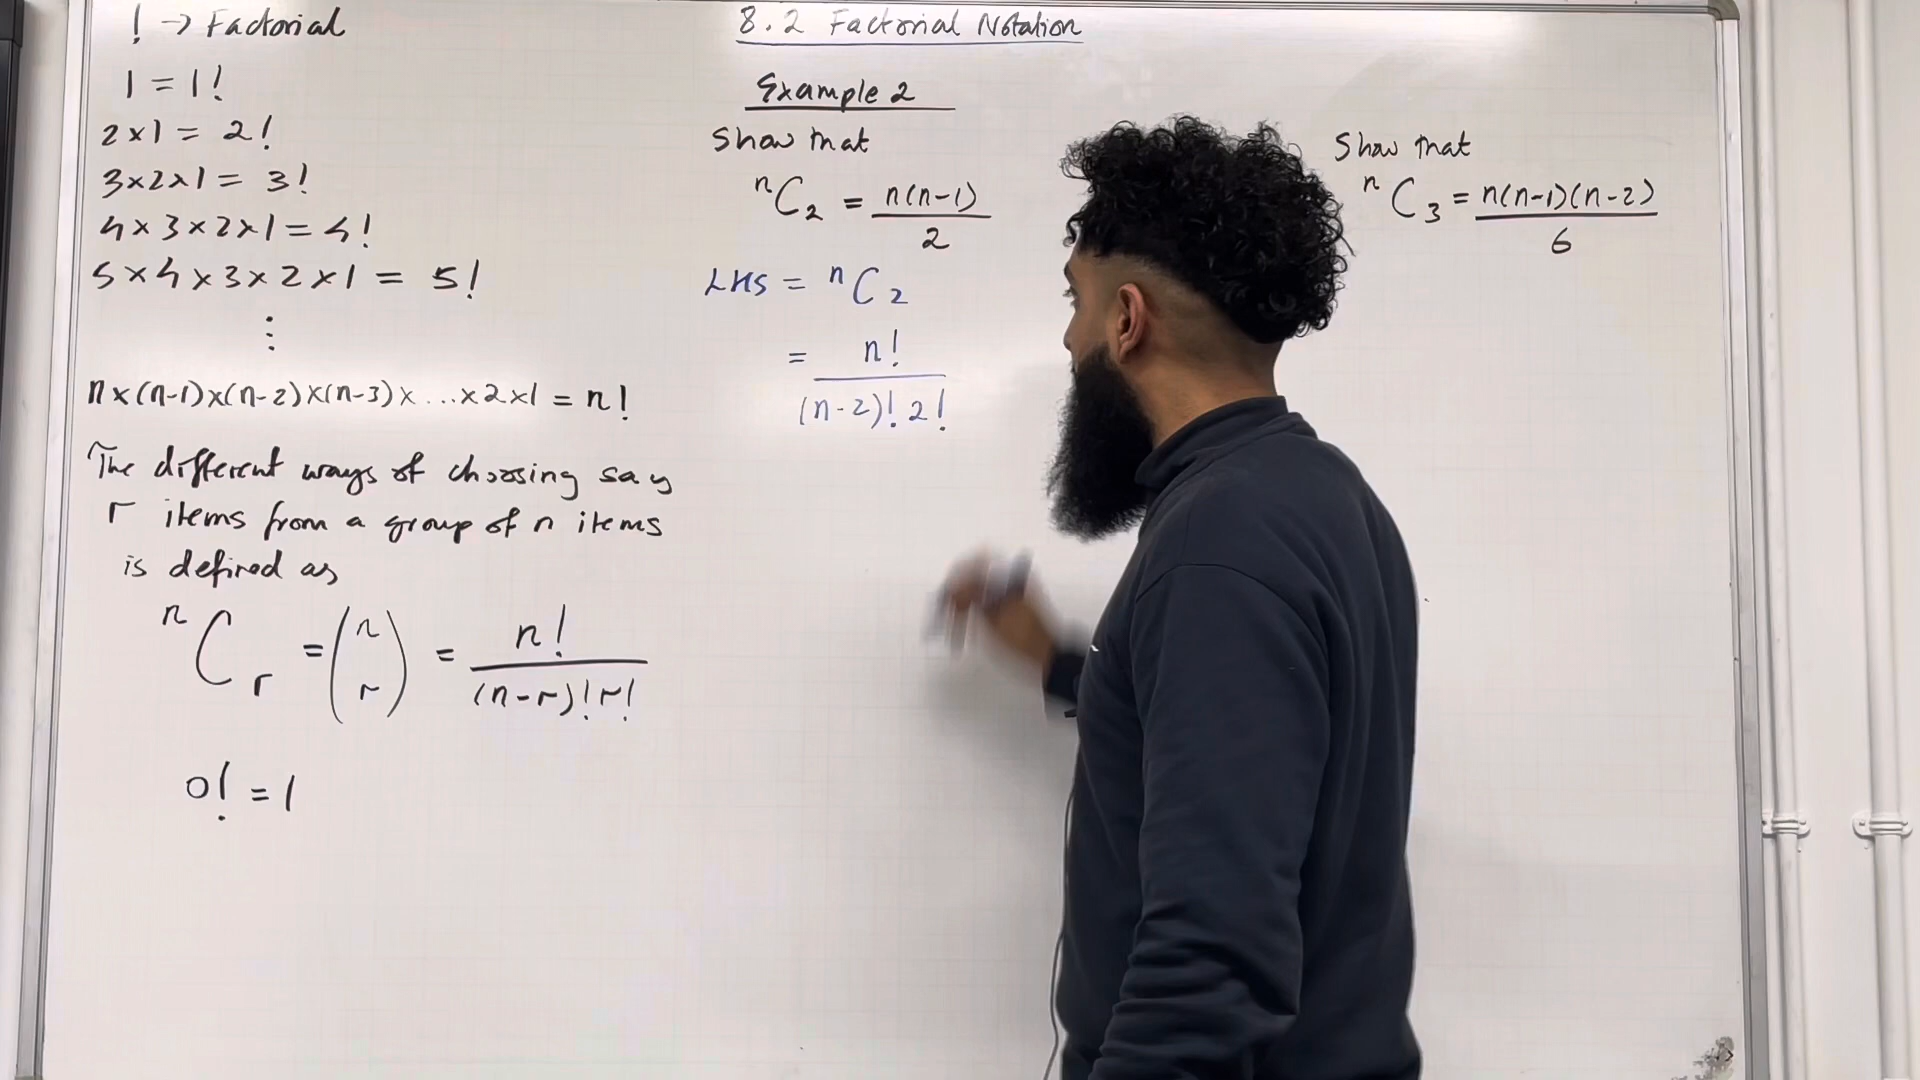 ! → Factorial
1 = 1!
2×1 = 2!
3×2×1 = 3!
4×3×2×1 = 4!
5×4×3×2×1 = 5!
⋮
n×(n-1)×(n-2)×(n-3)×...×2×1 = n!
The different ways of choosing say
r items from a group of n items
is defined as
ⁿCᵣ = (n r) = n! / (n-r)! r!
0! = 1
8.2 Factorial Notation
Example 2
Show that
ⁿC₂ = n(n-1) / 2
LHS = ⁿC₂
= n! / (n-2)! 2!
Show that
ⁿC₃ = n(n-1)(n-2) / 6